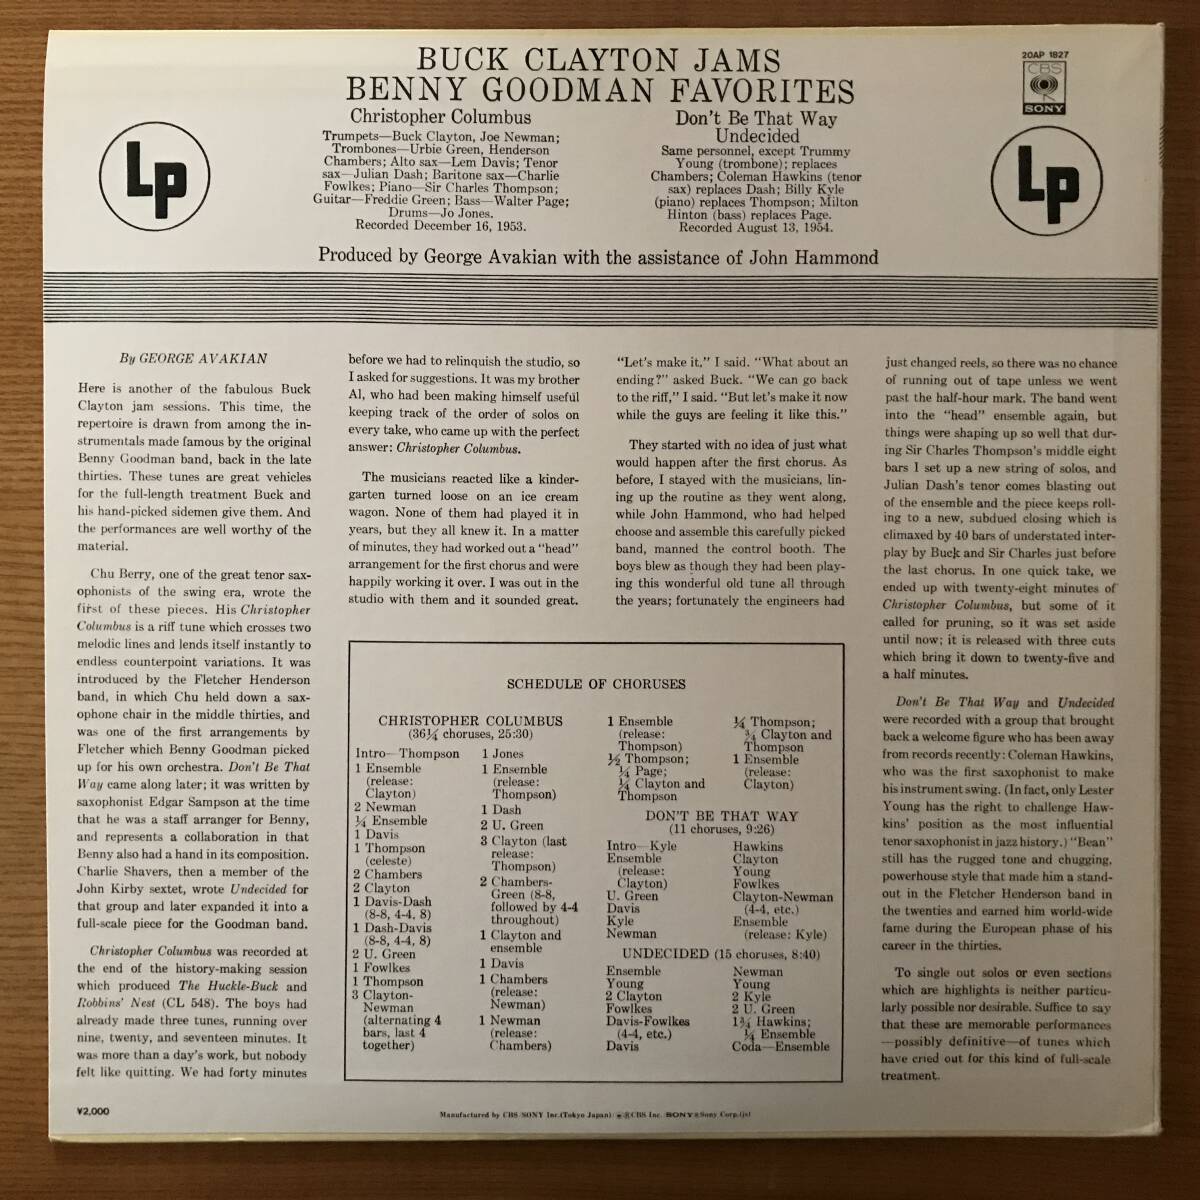 BUCK CLAYTON JAMS
BENNY GOODMAN FAVORITES
20AP 1827
CBS
SONY
Lp
Christopher Columbus
Trumpets—Buck Clayton, Joe Newman;
Trombones—Urbie Green, Henderson
Chambers; Alto sax—Lem Davis; Tenor
sax—Julian Dash; Baritone sax—Charlie
Fowlkes; Piano—Sir Charles Thompson;
Guitar—Freddie Green; Bass—Walter Page;
Drums—Jo Jones.
Recorded December 16, 1953.
Don't Be That Way
Undecided
Same personnel, except Trummy
Young (trombone); replaces
Chambers; Coleman Hawkins (tenor
sax) replaces Dash; Billy Kyle
(piano) replaces Thompson; Milton
Hinton (bass) replaces Page.
Recorded August 13, 1954.
Lp
Produced by George Avakian with the assistance of John Hammond
By GEORGE AVAKIAN
Here is another of the fabulous Buck
Clayton jam sessions. This time, the
repertoire is drawn from among the in-
strumentals made famous by the original
Benny Goodman band, back in the late
thirties. These tunes are great vehicles
for the full-length treatment Buck and
his hand-picked sidemen give them. And
the performances are well worthy of the
material.
Chu Berry, one of the great tenor sax-
ophonists of the swing era, wrote the
first of these pieces. His Christopher
Columbus is a riff tune which crosses two
melodic lines and lends itself instantly to
endless counterpoint variations. It was
introduced by the Fletcher Henderson
band, in which Chu held down a sax-
ophone chair in the middle thirties, and
was one of the first arrangements by
Fletcher which Benny Goodman picked
up for his own orchestra. Don't Be That
Way came along later; it was written by
saxophonist Edgar Sampson at the time
that he was a staff arranger for Benny,
and represents a collaboration in that
Benny also had a hand in its composition.
Charlie Shavers, then a member of the
John Kirby sextet, wrote Undecided for
that group and later expanded it into a
full-scale piece for the Goodman band.
Christopher Columbus was recorded at
the end of the history-making session
which produced The Huckle-Buck and
Robbins' Nest (CL 548). The boys had
already made three tunes, running over
nine, twenty, and seventeen minutes. It
was more than a day's work, but nobody
felt like quitting. We had forty minutes
before we had to relinquish the studio, so
I asked for suggestions. It was my brother
Al, who had been making himself useful
keeping track of the order of solos on
every take, who came up with the perfect
answer: Christopher Columbus.
The musicians reacted like a kinder-
garten turned loose on an ice cream
wagon. None of them had played it in
years, but they all knew it. In a matter
of minutes, they had worked out a "head"
arrangement for the first chorus and were
happily working it over. I was out in the
studio with them and it sounded great.
"Let's make it," I said. "What about an
ending?" asked Buck. "We can go back
to the riff," I said. "But let's make it now
while the guys are feeling it like this."
They started with no idea of just what
would happen after the first chorus. As
before, I stayed with the musicians, lin-
ing up the routine as they went along,
while John Hammond, who had helped
choose and assemble this carefully picked
band, manned the control booth. The
boys blew as though they had been play-
ing this wonderful old tune all through
the years; fortunately the engineers had
just changed reels, so there was no chance
of running out of tape unless we went
past the half-hour mark. The band went
into the "head" ensemble again, but
things were shaping up so well that dur-
ing Sir Charles Thompson's middle eight
bars I set up a new string of solos, and
Julian Dash's tenor comes blasting out
of the ensemble and the piece keeps roll-
ing to a new, subdued closing which is
climaxed by 40 bars of understated inter-
play by Buck and Sir Charles just before
the last chorus. In one quick take, we
ended up with twenty-eight minutes of
Christopher Columbus, but some of it
called for pruning, so it was set aside
until now; it is released with three cuts
which bring it down to twenty-five and
a half minutes.
Don't Be That Way and Undecided
were recorded with a group that brought
back a welcome figure who has been away
from records recently: Coleman Hawkins,
who was the first saxophonist to make
his instrument swing. (In fact, only Lester
Young has the right to challenge Haw-
kins' position as the most influential
tenor saxophonist in jazz history.) "Bean"
still has the rugged tone and chugging,
powerhouse style that made him a stand-
out in the Fletcher Henderson band in
the twenties and earned him world-wide
fame during the European phase of his
career in the thirties.
To single out solos or even sections
which are highlights is neither particu-
larly possible nor desirable. Suffice to say
that these are memorable performances
—possibly definitive—of tunes which
have cried out for this kind of full-scale
treatment.
SCHEDULE OF CHORUSES
CHRISTOPHER COLUMBUS
(36¼ choruses, 25:30)
Intro—Thompson
1 Ensemble
(release:
Clayton)
2 Newman
¼ Ensemble
1 Davis
1 Thompson
(celeste)
2 Chambers
2 Clayton
1 Davis-Dash
(8-8, 4-4, 8)
1 Dash-Davis
(8-8, 4-4, 8)
2 U. Green
1 Fowlkes
1 Thompson
3 Clayton-
Newman
(alternating 4
bars, last 4
together)
1 Jones
1 Ensemble
(release:
Thompson)
1 Dash
2 U. Green
3 Clayton (last
release:
Thompson)
2 Chambers-
Green (8-8,
followed by 4-4
throughout)
1 Clayton and
ensemble
1 Davis
1 Chambers
(release:
Newman)
1 Newman
(release:
Chambers)
1 Ensemble
(release:
Thompson)
½ Thompson;
¼ Page;
¼ Clayton and
Thompson
¼ Thompson;
¾ Clayton and
Thompson
1 Ensemble
(release:
Clayton)
DON'T BE THAT WAY
(11 choruses, 9:26)
Intro—Kyle
Ensemble
(release:
Clayton)
U. Green
Davis
Kyle
Newman
Hawkins
Clayton
Young
Fowlkes
Clayton-Newman
(4-4, etc.)
Ensemble
(release: Kyle)
UNDECIDED (15 choruses, 8:40)
Ensemble
Young
2 Clayton
Fowlkes
Davis-Fowlkes
(4-4, etc.)
Davis
Newman
Young
2 Kyle
2 U. Green
1¾ Hawkins;
¼ Ensemble
Coda—Ensemble
¥2,000
Manufactured by CBS/SONY Inc.(Tokyo Japan)/ ®CBS Inc. SONY®Sony Corp.